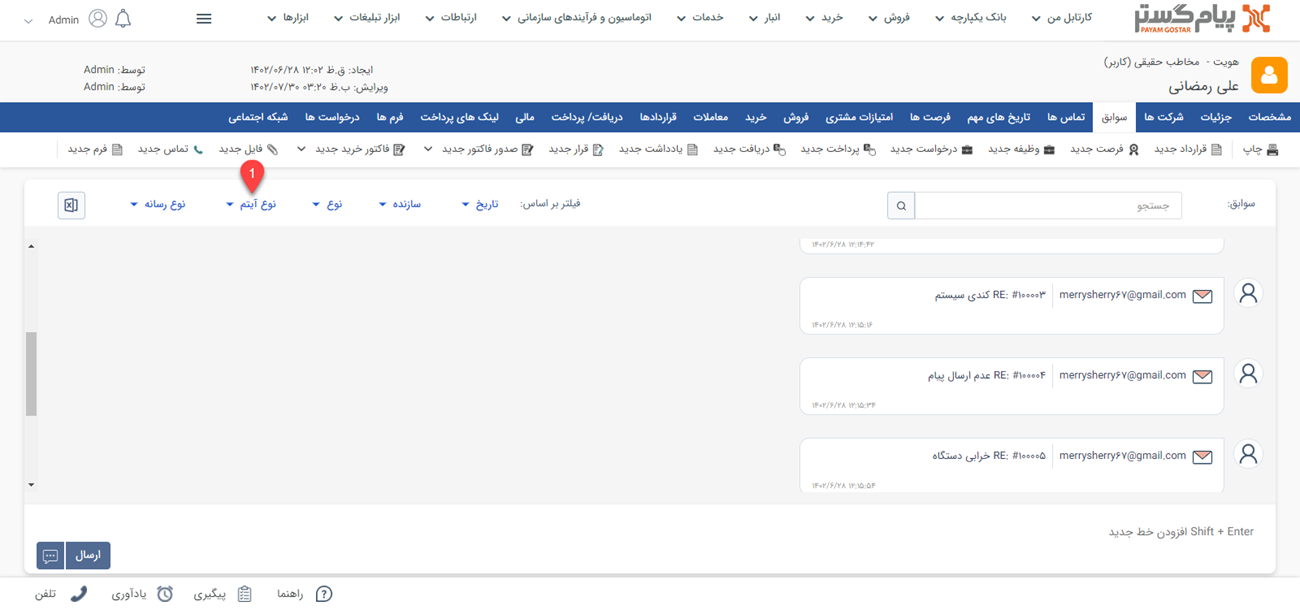 پیام‌گستر
PAYAM GOSTAR
کارتابل من
بانک یکپارچه
فروش
خرید
انبار
خدمات
ارتباطات
اتوماسیون و فرآیندهای سازمانی
ابزار تبلیغات
ابزارها
Admin
هویت - مخاطب حقیقی (کاربر)
علی رمضانی
ایجاد: ق.ظ ۱۲:۰۲ ۱۴۰۲/۰۶/۲۸
توسط: Admin
ویرایش: ب.ظ ۰۳:۲۰ ۱۴۰۲/۰۷/۳۰
توسط: Admin
مشخصات
جزئیات
شرکت ها
سوابق
تماس ها
تاریخ های مهم
فرصت ها
امتیازات مشتری
فروش
خرید
معاملات
قراردادها
دریافت/ پرداخت
مالی
لینک های پرداخت
فرم ها
درخواست ها
شبکه اجتماعی
چاپ
قرارداد جدید
فرصت جدید
وظیفه جدید
درخواست جدید
پرداخت جدید
دریافت جدید
یادداشت جدید
قرار جدید
صدور فاکتور جدید
فاکتور خرید جدید
فایل جدید
تماس جدید
فرم جدید
1
سوابق:
جستجو
فیلتر بر اساس:
تاریخ
سازنده
نوع
نوع آیتم
نوع رسانه
۱۴۰۲/۶/۲۸ ۱۲:۱۴:۴۲
merrysherry۶۷@gmail.com
RE: #۱۰۰۰۰۳ کندی سیستم
۱۴۰۲/۶/۲۸ ۱۲:۱۵:۱۶
merrysherry۶۷@gmail.com
RE: #۱۰۰۰۰۴ عدم ارسال پیام
۱۴۰۲/۶/۲۸ ۱۲:۱۵:۳۴
merrysherry۶۷@gmail.com
RE: #۱۰۰۰۰۵ خرابی دستگاه
۱۴۰۲/۶/۲۸ ۱۲:۱۵:۵۴
Shift + Enter افزودن خط جدید
ارسال
راهنما
پیگیری
یادآوری
تلفن